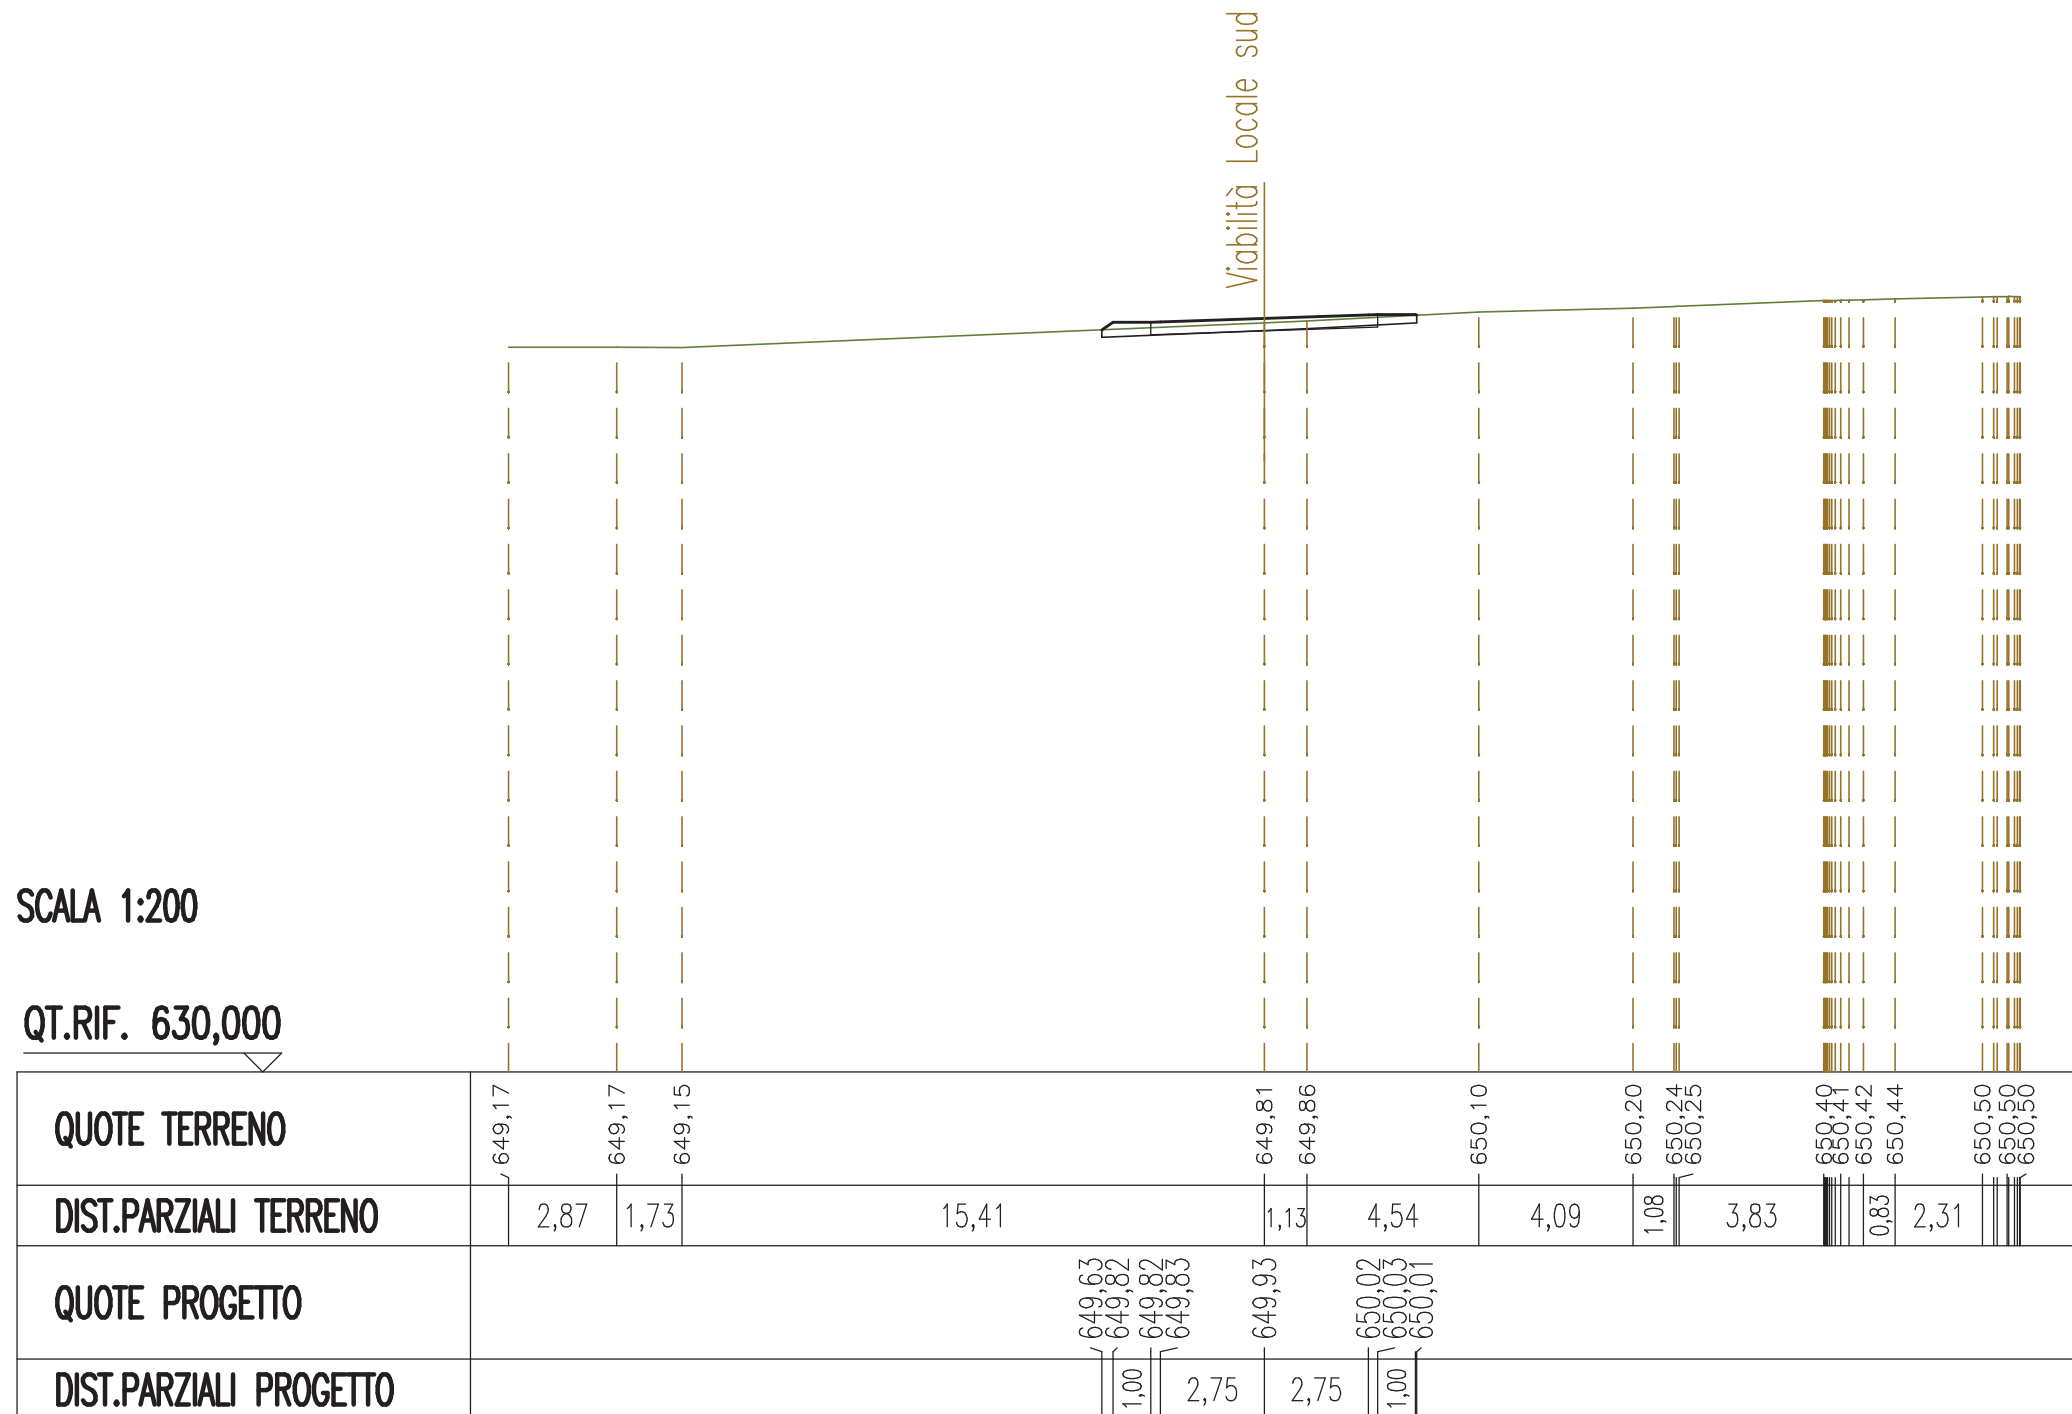 Viabilità Locale sud
SCALA 1:200
QT.RIF. 630,000
QUOTE TERRENO
649,17 649,17 649,15 649,81 649,86 650,10 650,20 650,24 650,25 650,40 650,41 650,42 650,44 650,50 650,50 650,50
DIST.PARZIALI TERRENO
2,87 1,73 15,41 1,13 4,54 4,09 1,08 3,83 0,83 2,31
QUOTE PROGETTO
649,63 649,82 649,82 649,83 649,93 650,02 650,03 650,01
DIST.PARZIALI PROGETTO
1,00 2,75 2,75 1,00